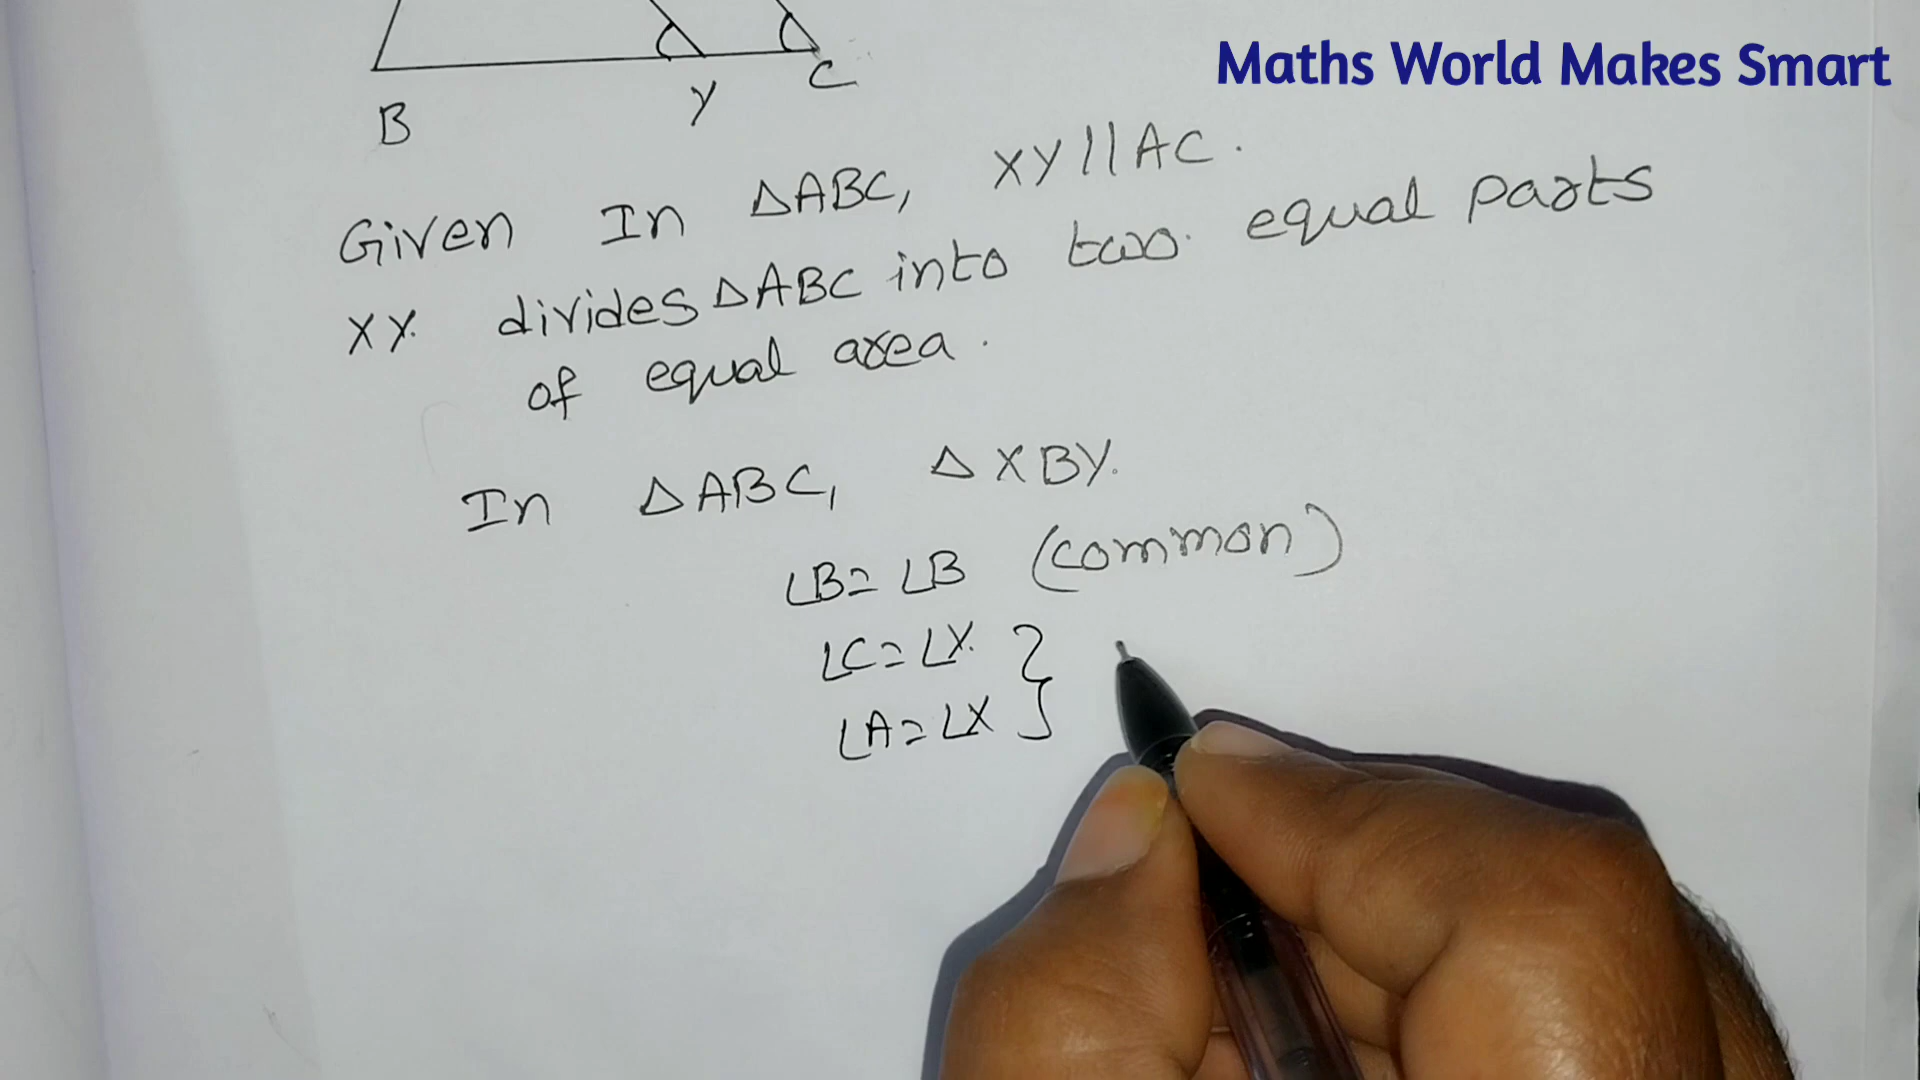 Maths World Makes Smart
B Y C
Given In ΔABC, XY || AC.
XY. divides ΔABC into two equal parts
of equal area.
In ΔABC, ΔXBY.
∠B = ∠B (common)
∠C = ∠X.
∠A = ∠X